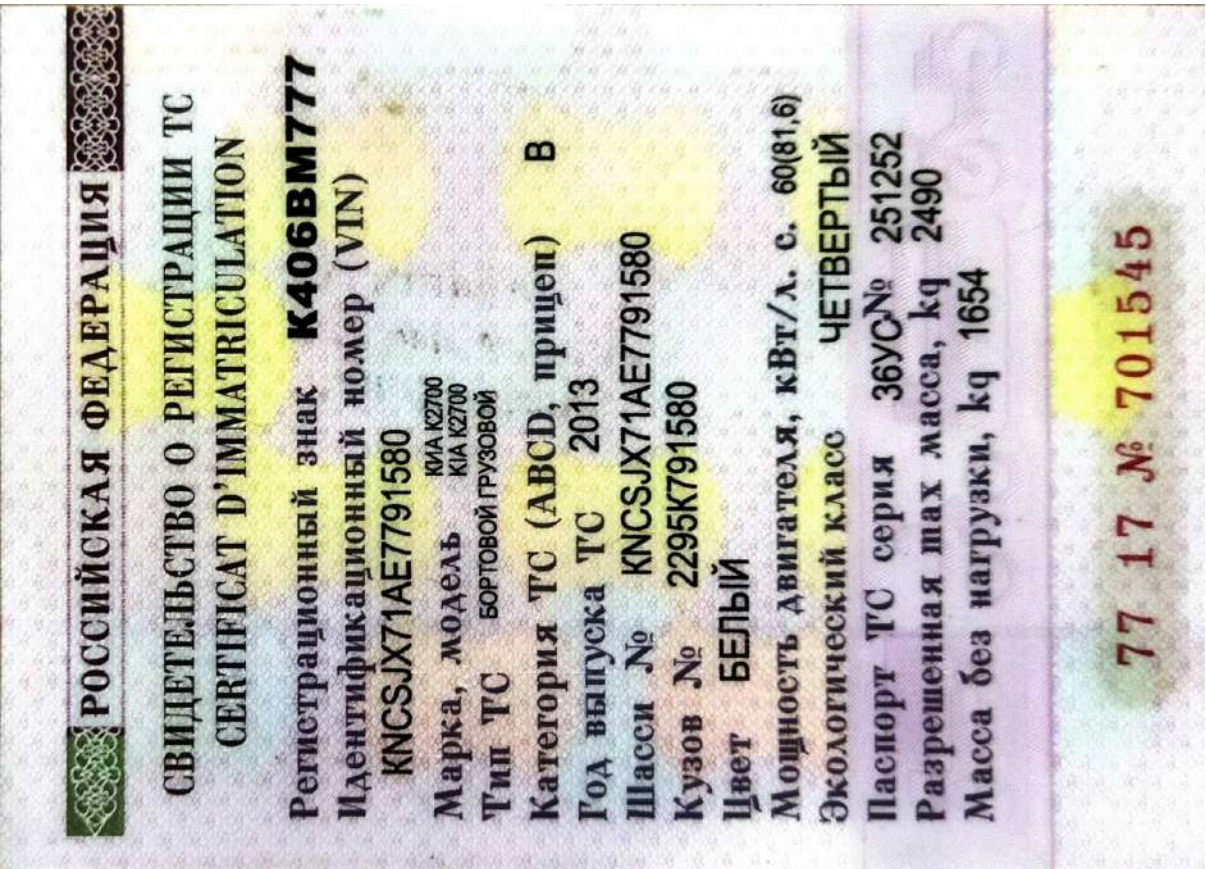 РОССИЙСКАЯ ФЕДЕРАЦИЯ
СВИДЕТЕЛЬСТВО О РЕГИСТРАЦИИ ТС
CERTIFICAT D'IMMATRICULATION
Регистрационный знак К406ВМ777
Идентификационный номер (VIN)
KNCSJX71AE7791580
Марка, модель КИА К2700
KIA K2700
Тип ТС БОРТОВОЙ ГРУЗОВОЙ
Категория ТС (ABCD, прицеп) B
Год выпуска ТС 2013
Шасси № KNCSJX71AE7791580
Кузов № 2295K791580
Цвет БЕЛЫЙ
Мощность двигателя, кВт/л. с. 60(81,6)
Экологический класс ЧЕТВЕРТЫЙ
Паспорт ТС серия 36УС№ 251252
Разрешенная max масса, kg 2490
Масса без нагрузки, kg 1654
77 17 № 701545